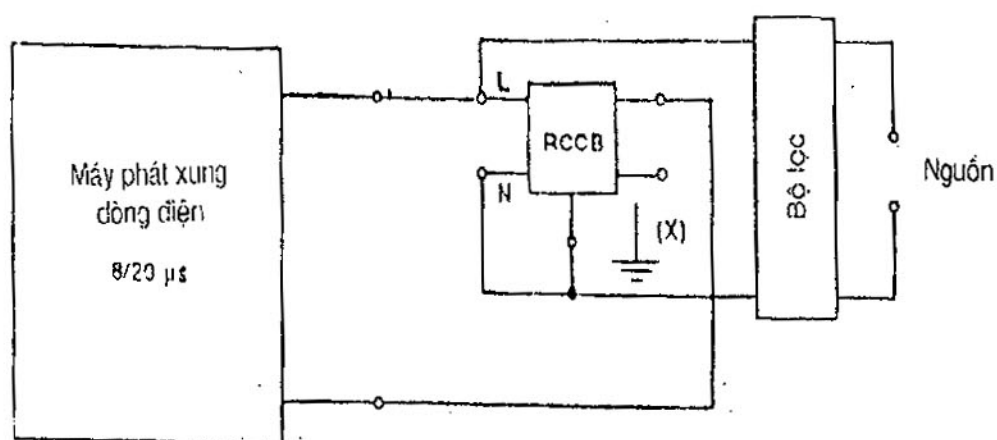 Máy phát xung
dòng điện
8/20 µs
L
N
RCCB
(X)
Bộ lọc
Nguồn